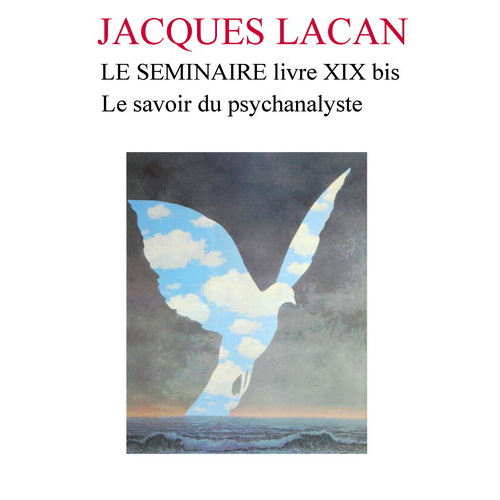 JACQUES LACAN
LE SEMINAIRE livre XIX bis
Le savoir du psychanalyste